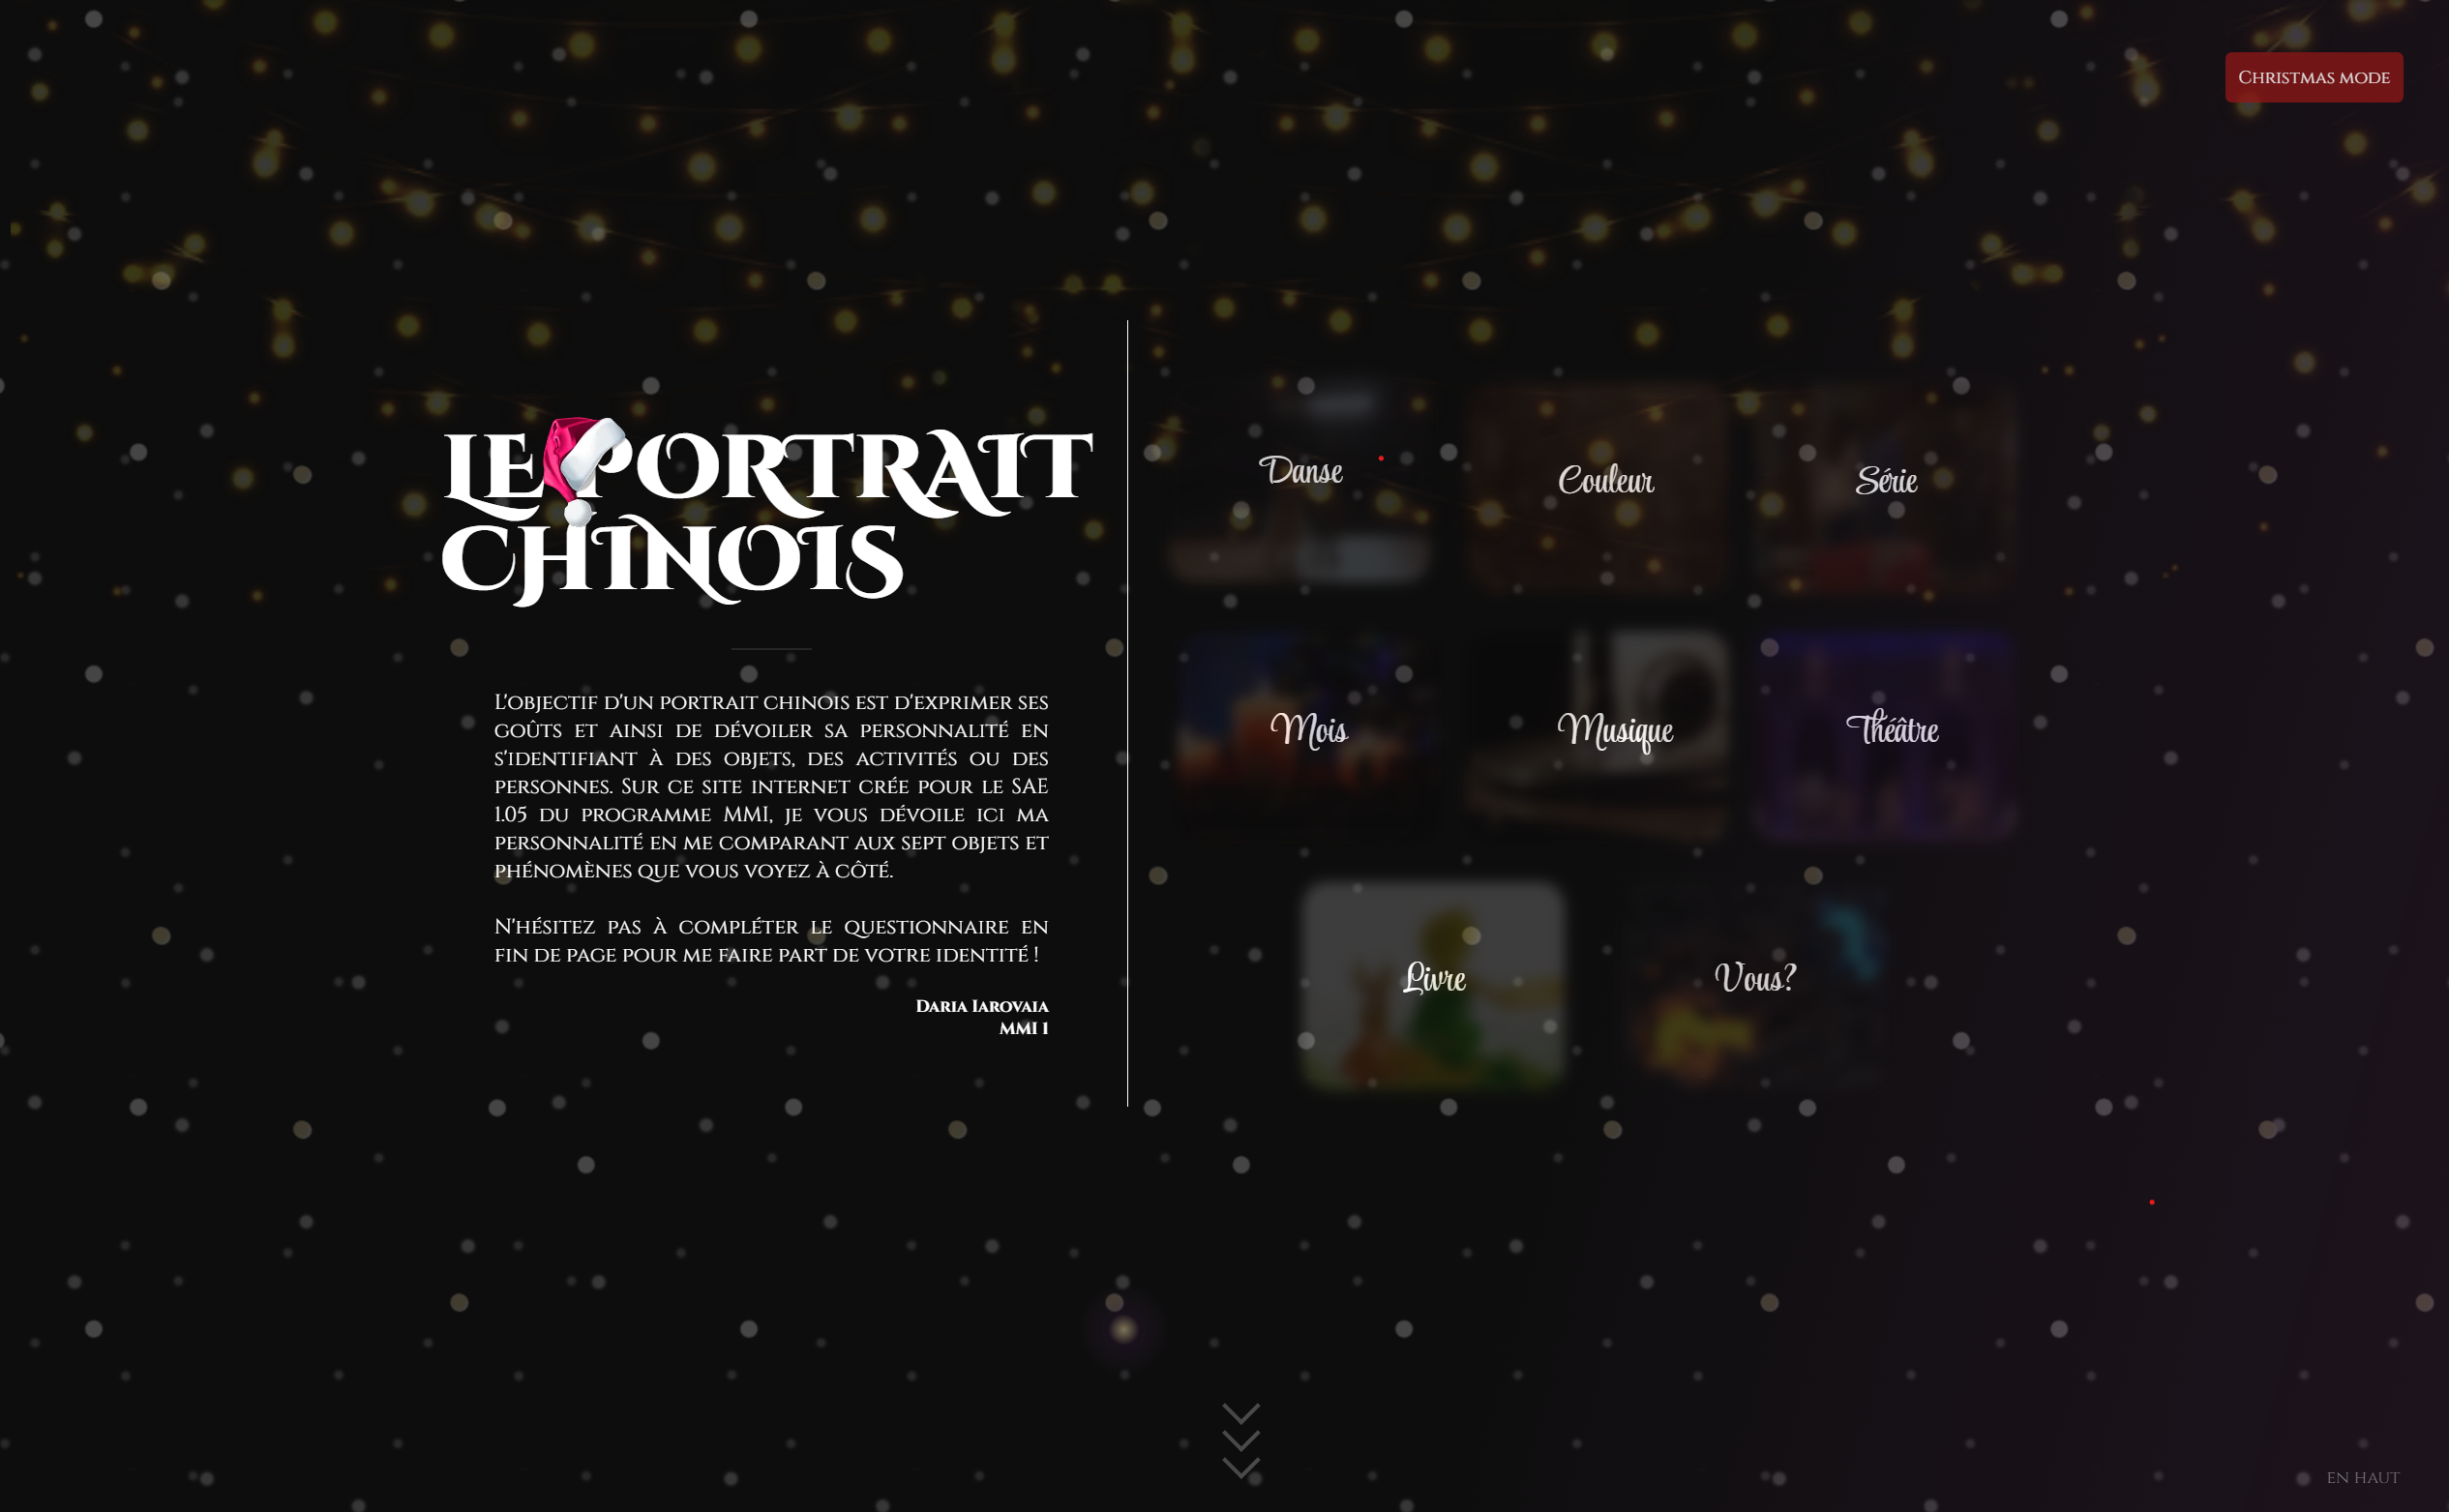 Christmas mode
LE PORTRAIT
CHINOIS
L'objectif d'un portrait chinois est d'exprimer ses
goûts et ainsi de dévoiler sa personnalité en
s'identifiant à des objets, des activités ou des
personnes. Sur ce site internet crée pour le SAE
1.05 du programme MMI, je vous dévoile ici ma
personnalité en me comparant aux sept objets et
phénomènes que vous voyez à côté.
N'hésitez pas à compléter le questionnaire en
fin de page pour me faire part de votre identité !
Daria Iarovaia
MMI 1
Danse
Couleur
Série
Mois
Musique
Théâtre
Livre
Vous?
en haut